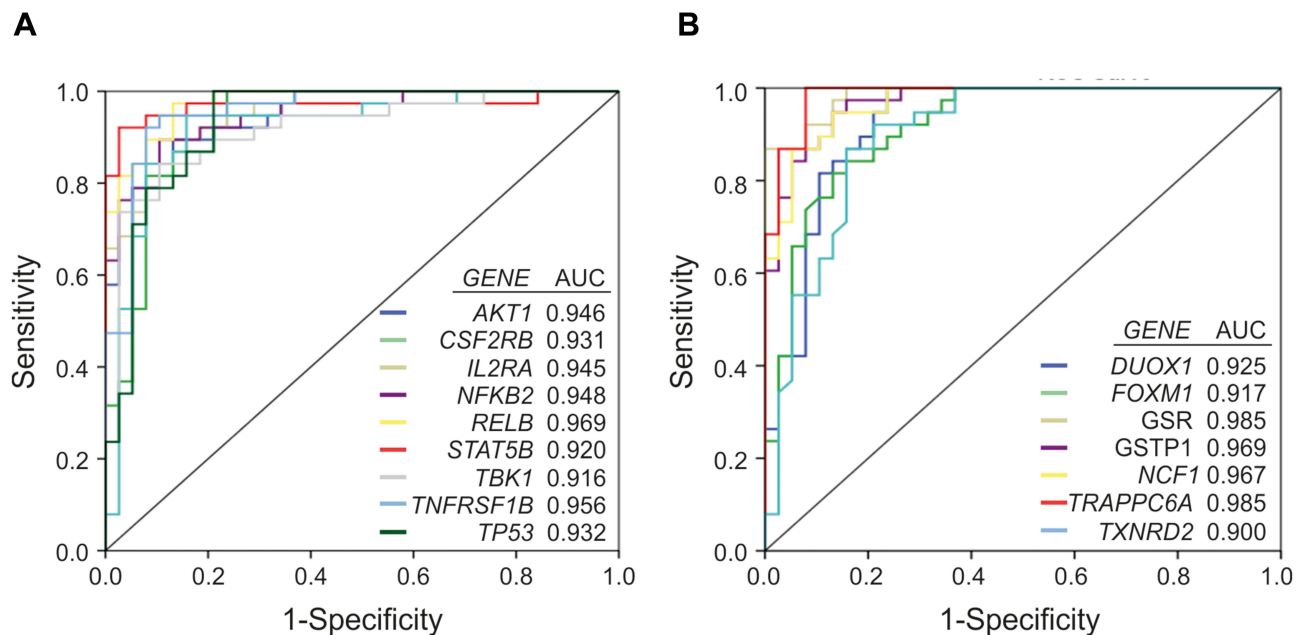 A
1.0
0.8
0.6
0.4
0.2
0.0
Sensitivity
GENE AUC
AKT1 0.946
CSF2RB 0.931
IL2RA 0.945
NFKB2 0.948
RELB 0.969
STAT5B 0.920
TBK1 0.916
TNFRSF1B 0.956
TP53 0.932
0.0 0.2 0.4 0.6 0.8 1.0
1-Specificity
B
1.0
0.8
0.6
0.4
0.2
0.0
Sensitivity
GENE AUC
DUOX1 0.925
FOXM1 0.917
GSR 0.985
GSTP1 0.969
NCF1 0.967
TRAPPC6A 0.985
TXNRD2 0.900
0.0 0.2 0.4 0.6 0.8 1.0
1-Specificity